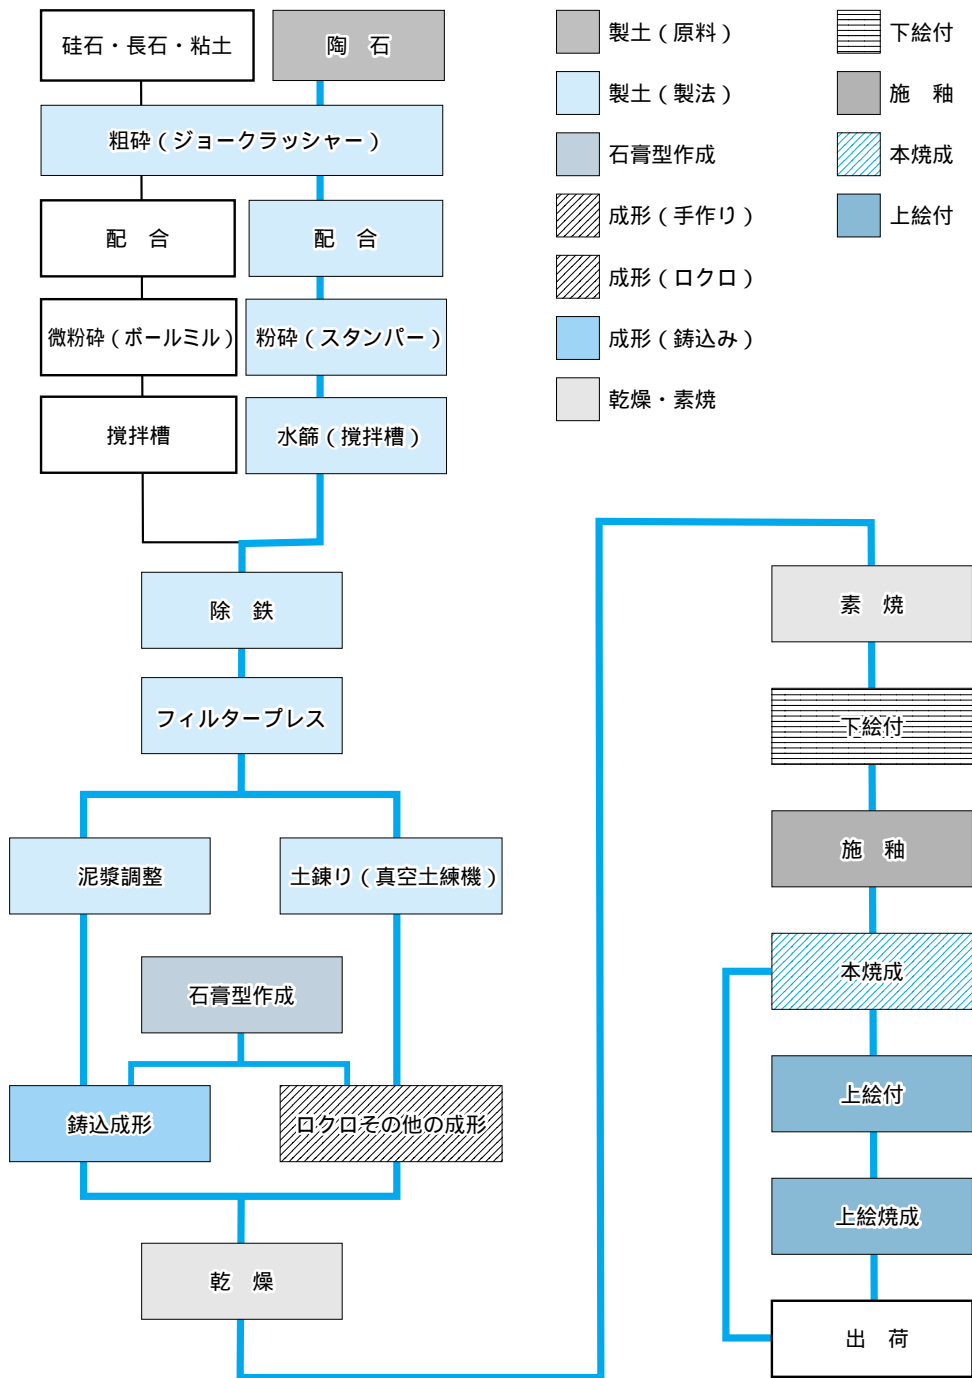 硅石・長石・粘土
陶 石
粗砕(ジョークラッシャー)
配 合
配 合
微粉砕(ボールミル)
粉砕(スタンパー)
撹拌槽
水篩(撹拌槽)
除 鉄
フィルタープレス
泥漿調整
土錬り(真空土練機)
石膏型作成
鋳込成形
ロクロその他の成形
乾 燥
製土(原料)
製土(製法)
石膏型作成
成形(手作り)
成形(ロクロ)
成形(鋳込み)
乾燥・素焼
下絵付
施 釉
本焼成
上絵付
素 焼
下絵付
施 釉
本焼成
上絵付
上絵焼成
出 荷